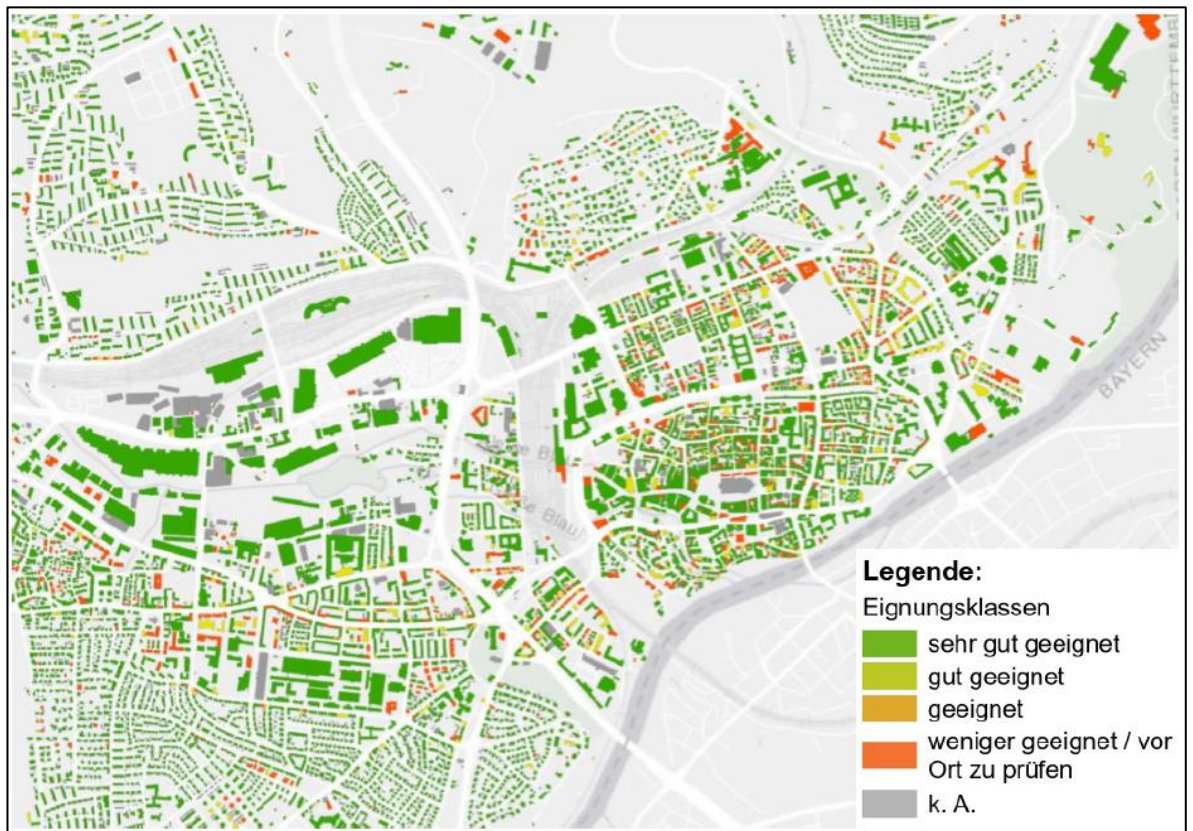 BAYERN
Legende:
Eignungsklassen
sehr gut geeignet
gut geeignet
geeignet
weniger geeignet / vor
Ort zu prüfen
k. A.